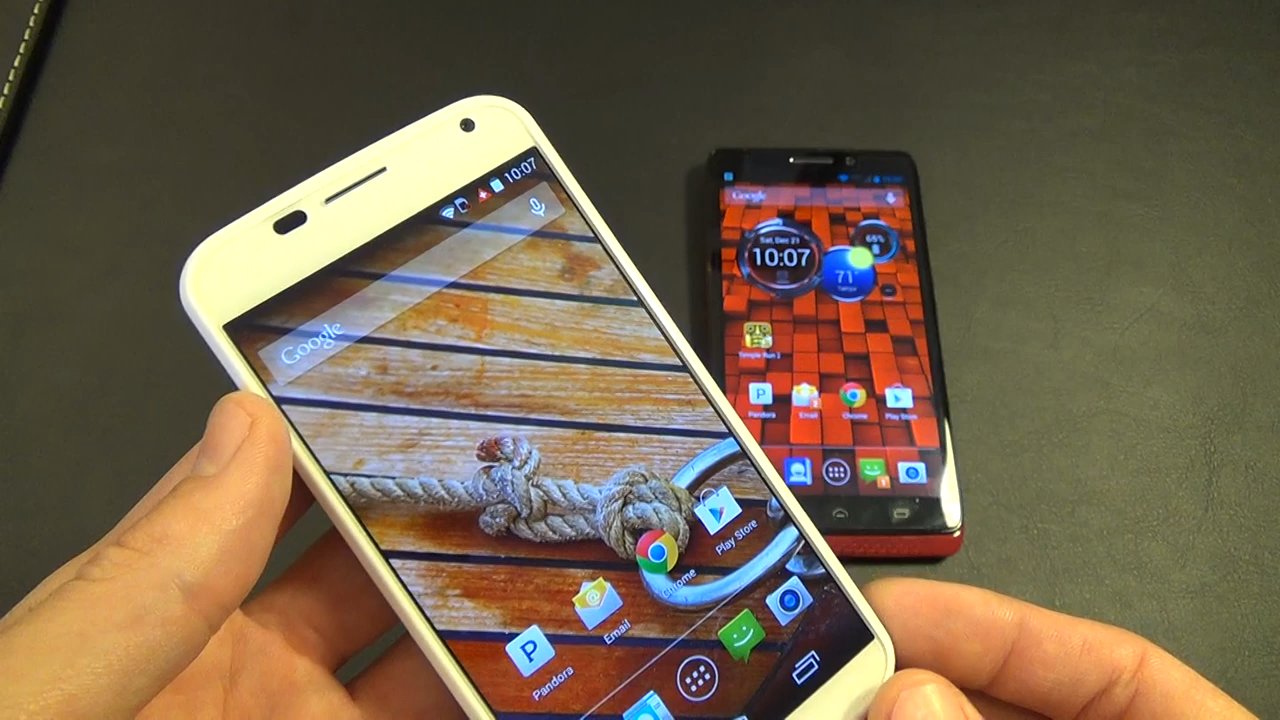 10:07
Google
Play Store
Chrome
Email
P
Pandora
Google
Sat, Dec 21
10:07
65%
71°
Temple Run 2
P
Pandora
Email
Chrome
Play Store